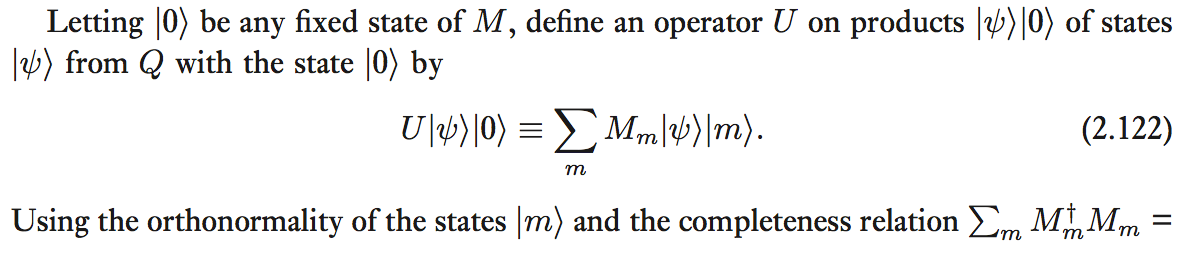 Letting |0⟩ be any fixed state of M, define an operator U on products |ψ⟩|0⟩ of states
|ψ⟩ from Q with the state |0⟩ by
U|ψ⟩|0⟩ ≡ ∑_m M_m|ψ⟩|m⟩. (2.122)
Using the orthonormality of the states |m⟩ and the completeness relation ∑_m M_m^† M_m =